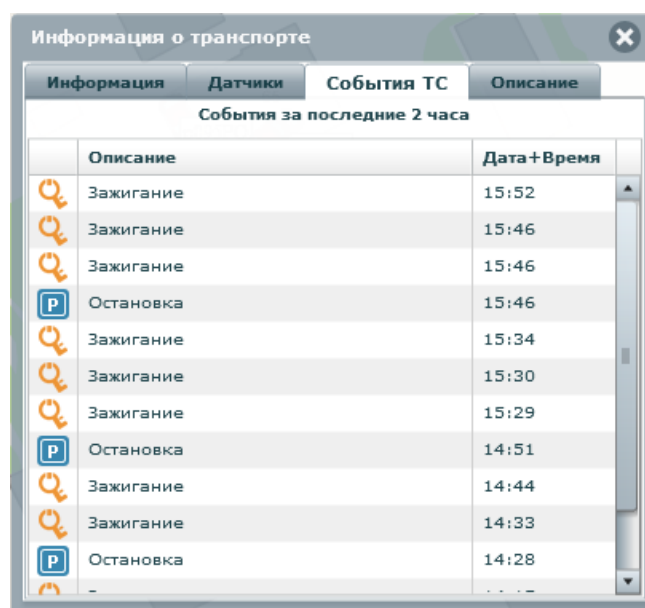 Информация о транспорте
Информация Датчики События ТС Описание
События за последние 2 часа
Описание Дата+Время
Зажигание 15:52
Зажигание 15:46
Зажигание 15:46
P Остановка 15:46
Зажигание 15:34
Зажигание 15:30
Зажигание 15:29
P Остановка 14:51
Зажигание 14:44
Зажигание 14:33
P Остановка 14:28